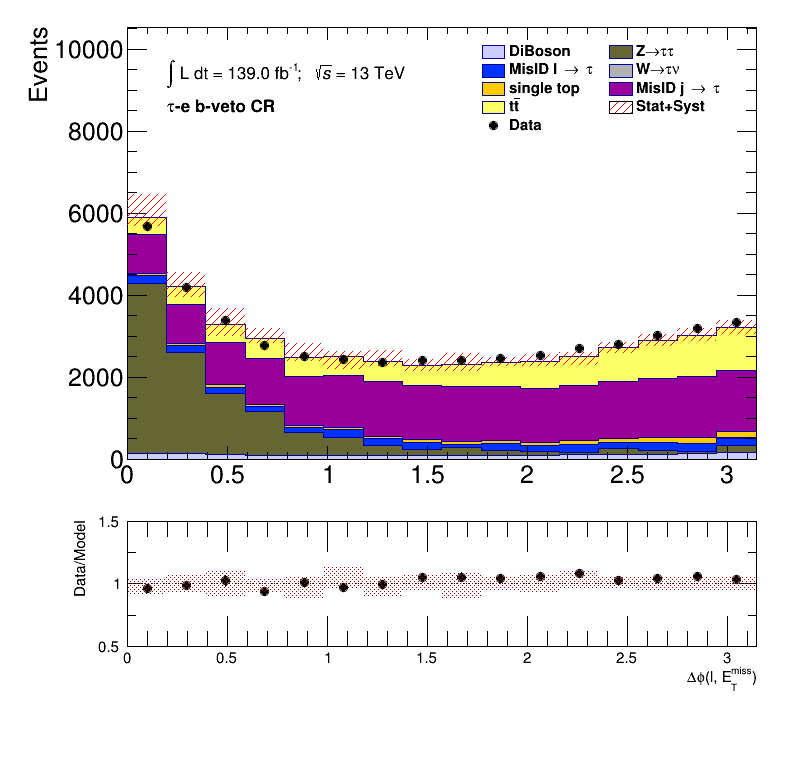 Events
10000
8000
6000
4000
2000
0
∫ L dt = 139.0 fb⁻¹; √s = 13 TeV
τ-e b-veto CR
DiBoson
MisID l → τ
single top
tt̄
Data
Z→ττ
W→τν
MisID j → τ
Stat+Syst
0 0.5 1 1.5 2 2.5 3
Data/Model
1.5
1
0.5
0 0.5 1 1.5 2 2.5 3
Δϕ(l, E_T^miss)